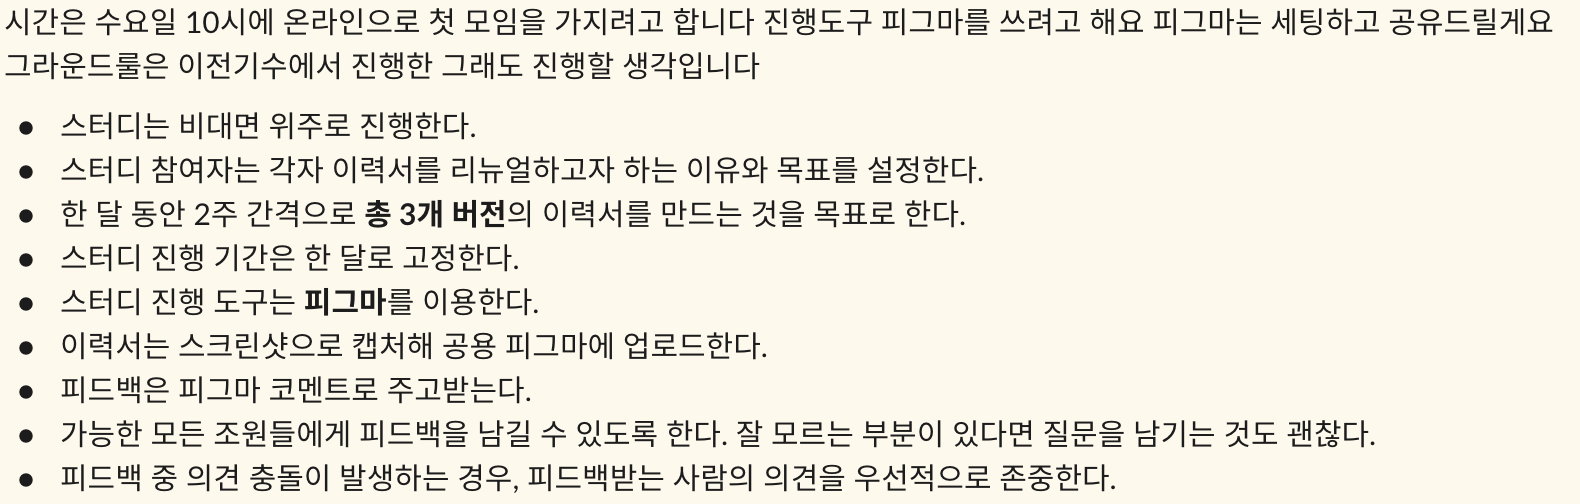 시간은 수요일 10시에 온라인으로 첫 모임을 가지려고 합니다 진행도구 피그마를 쓰려고 해요 피그마는 세팅하고 공유드릴게요
그라운드룰은 이전기수에서 진행한 그래도 진행할 생각입니다
● 스터디는 비대면 위주로 진행한다.
● 스터디 참여자는 각자 이력서를 리뉴얼하고자 하는 이유와 목표를 설정한다.
● 한 달 동안 2주 간격으로 총 3개 버전의 이력서를 만드는 것을 목표로 한다.
● 스터디 진행 기간은 한 달로 고정한다.
● 스터디 진행 도구는 피그마를 이용한다.
● 이력서는 스크린샷으로 캡처해 공용 피그마에 업로드한다.
● 피드백은 피그마 코멘트로 주고받는다.
● 가능한 모든 조원들에게 피드백을 남길 수 있도록 한다. 잘 모르는 부분이 있다면 질문을 남기는 것도 괜찮다.
● 피드백 중 의견 충돌이 발생하는 경우, 피드백받는 사람의 의견을 우선적으로 존중한다.